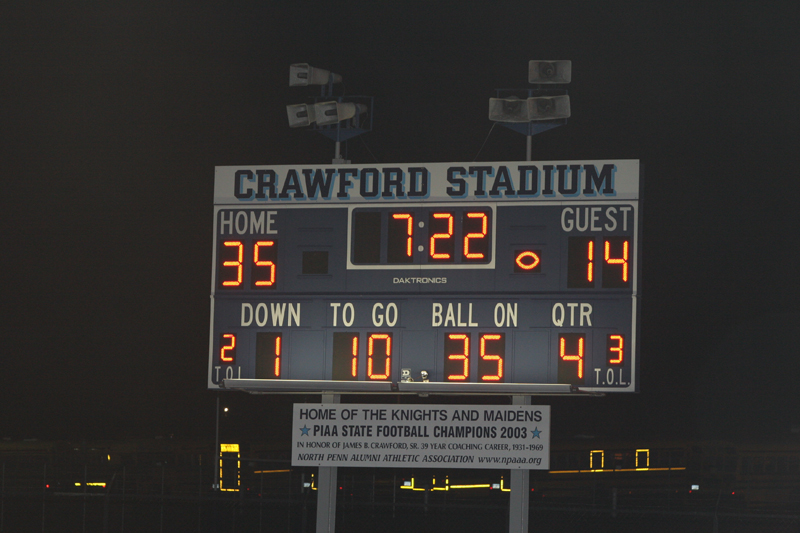 CRAWFORD STADIUM
HOME 7:22 GUEST
35 14
DAKTRONICS
DOWN TO GO BALL ON QTR
2 1 10 35 4 3
T.O.L. T.O.L.
HOME OF THE KNIGHTS AND MAIDENS
PIAA STATE FOOTBALL CHAMPIONS 2003
IN HONOR OF JAMES B. CRAWFORD, SR. 39 YEAR COACHING CAREER, 1931-1969
NORTH PENN ALUMNI ATHLETIC ASSOCIATION www.npaaa.org